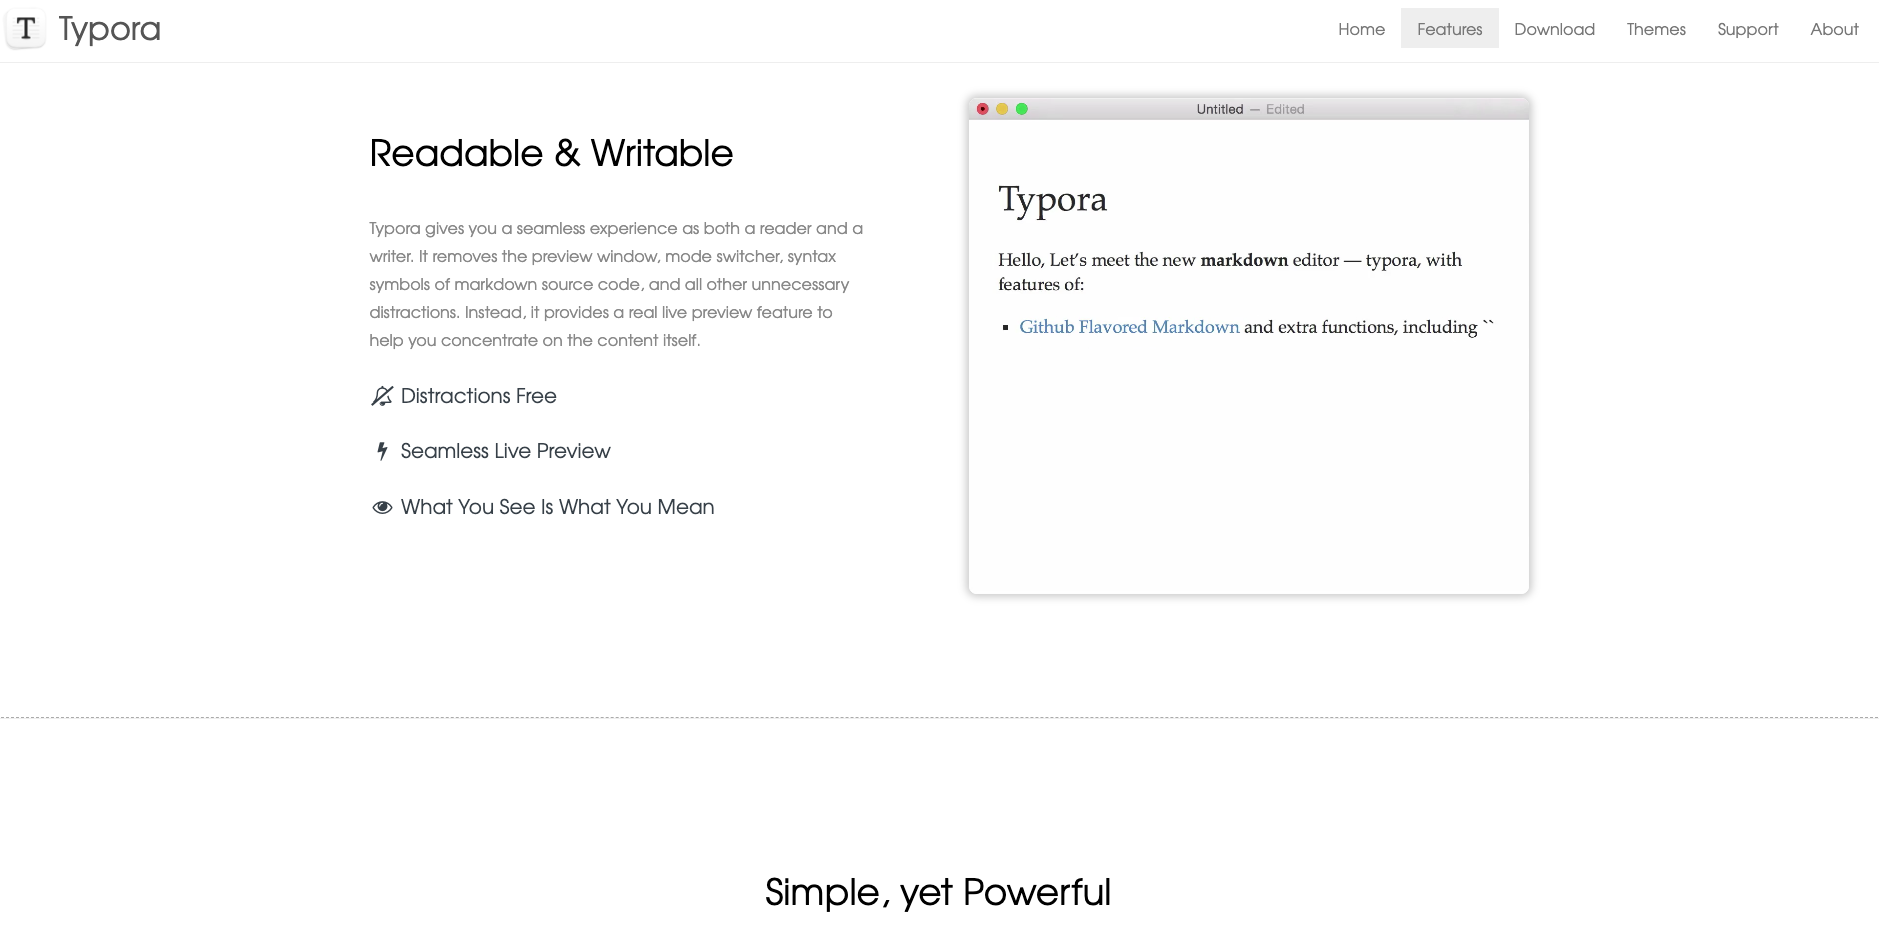 T Typora
Home Features Download Themes Support About
Readable & Writable
Typora gives you a seamless experience as both a reader and a
writer. It removes the preview window, mode switcher, syntax
symbols of markdown source code, and all other unnecessary
distractions. Instead, it provides a real live preview feature to
help you concentrate on the content itself.
Distractions Free
Seamless Live Preview
What You See Is What You Mean
Untitled — Edited
Typora
Hello, Let’s meet the new markdown editor — typora, with
features of:
Github Flavored Markdown and extra functions, including ``
Simple, yet Powerful